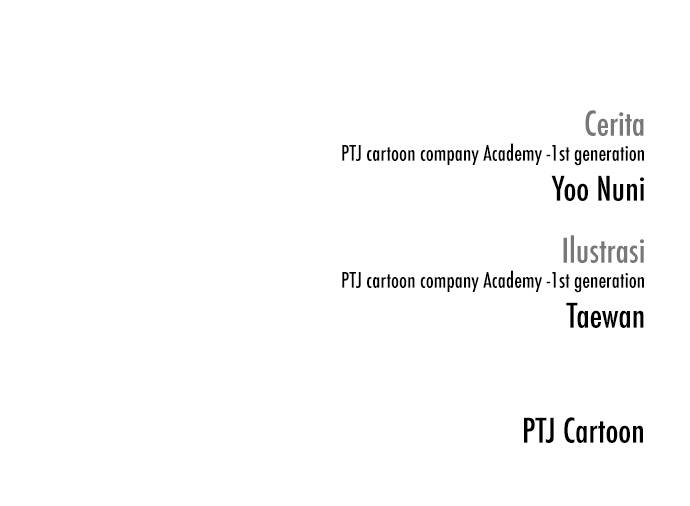 Cerita
PTJ cartoon company Academy -1st generation
Yoo Nuni
Ilustrasi
PTJ cartoon company Academy -1st generation
Taewan
PTJ Cartoon